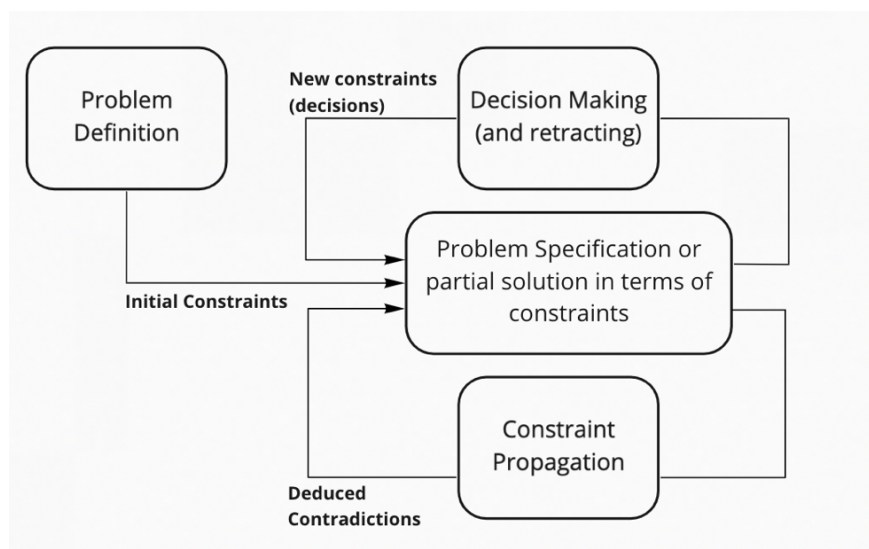 Problem
Definition
New constraints
(decisions)
Decision Making
(and retracting)
Problem Specification or
partial solution in terms of
constraints
Initial Constraints
Constraint
Propagation
Deduced
Contradictions